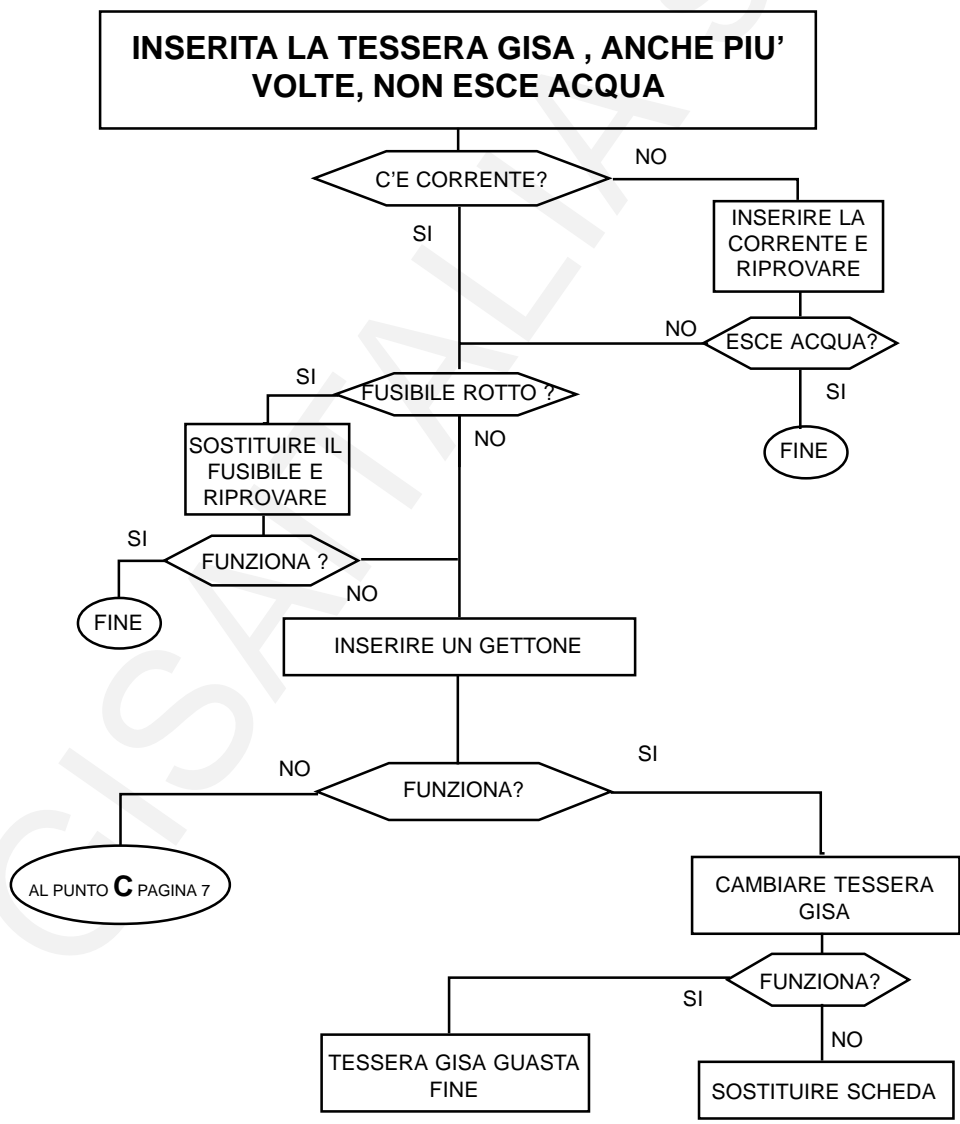 INSERITA LA TESSERA GISA , ANCHE PIU'
VOLTE, NON ESCE ACQUA
C'E CORRENTE?
NO
SI
INSERIRE LA
CORRENTE E
RIPROVARE
NO
ESCE ACQUA?
SI
FINE
SI
FUSIBILE ROTTO ?
NO
SOSTITUIRE IL
FUSIBILE E
RIPROVARE
SI
FUNZIONA ?
NO
FINE
INSERIRE UN GETTONE
NO
FUNZIONA?
SI
AL PUNTO C PAGINA 7
CAMBIARE TESSERA
GISA
FUNZIONA?
SI
NO
TESSERA GISA GUASTA
FINE
SOSTITUIRE SCHEDA